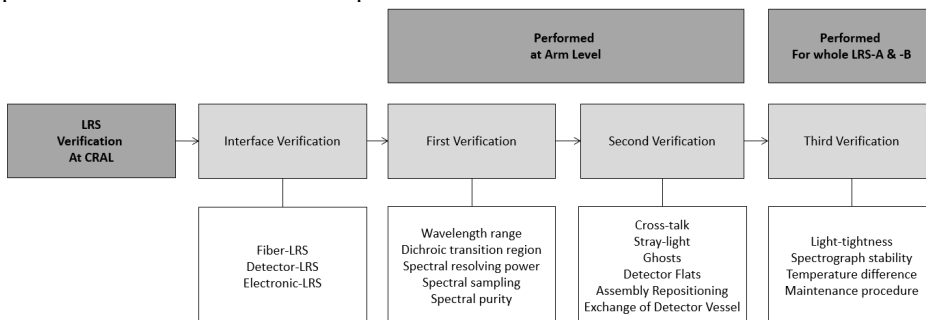 Performed
at Arm Level
Performed
For whole LRS-A & -B
LRS
Verification
At CRAL
Interface Verification
First Verification
Second Verification
Third Verification
Fiber-LRS
Detector-LRS
Electronic-LRS
Wavelength range
Dichroic transition region
Spectral resolving power
Spectral sampling
Spectral purity
Cross-talk
Stray-light
Ghosts
Detector Flats
Assembly Repositioning
Exchange of Detector Vessel
Light-tightness
Spectrograph stability
Temperature difference
Maintenance procedure